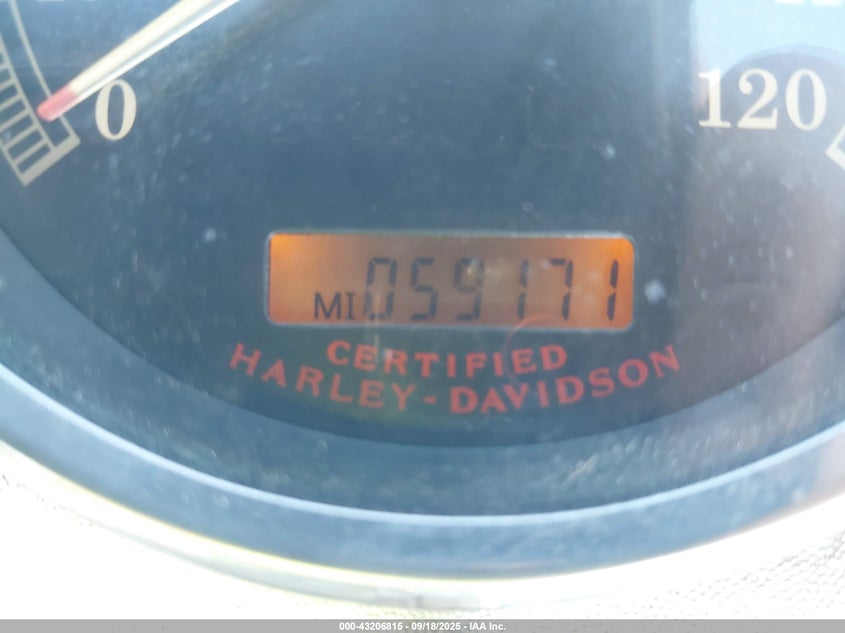 0
120
MI 059171
CERTIFIED
HARLEY-DAVIDSON
000-43206815 - 09/18/2025 - IAA Inc.